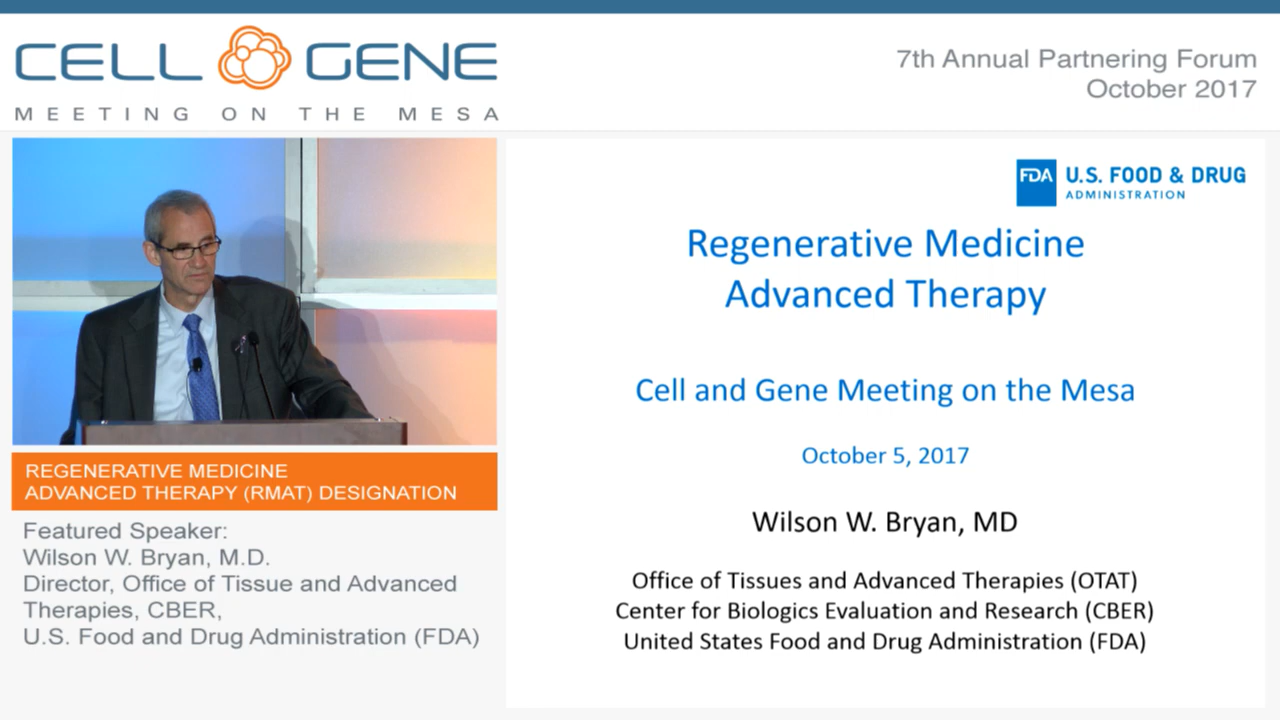 CELL GENE
MEETING ON THE MESA
7th Annual Partnering Forum
October 2017
REGENERATIVE MEDICINE
ADVANCED THERAPY (RMAT) DESIGNATION
Featured Speaker:
Wilson W. Bryan, M.D.
Director, Office of Tissue and Advanced
Therapies, CBER,
U.S. Food and Drug Administration (FDA)
FDA U.S. FOOD & DRUG
ADMINISTRATION
Regenerative Medicine
Advanced Therapy
Cell and Gene Meeting on the Mesa
October 5, 2017
Wilson W. Bryan, MD
Office of Tissues and Advanced Therapies (OTAT)
Center for Biologics Evaluation and Research (CBER)
United States Food and Drug Administration (FDA)